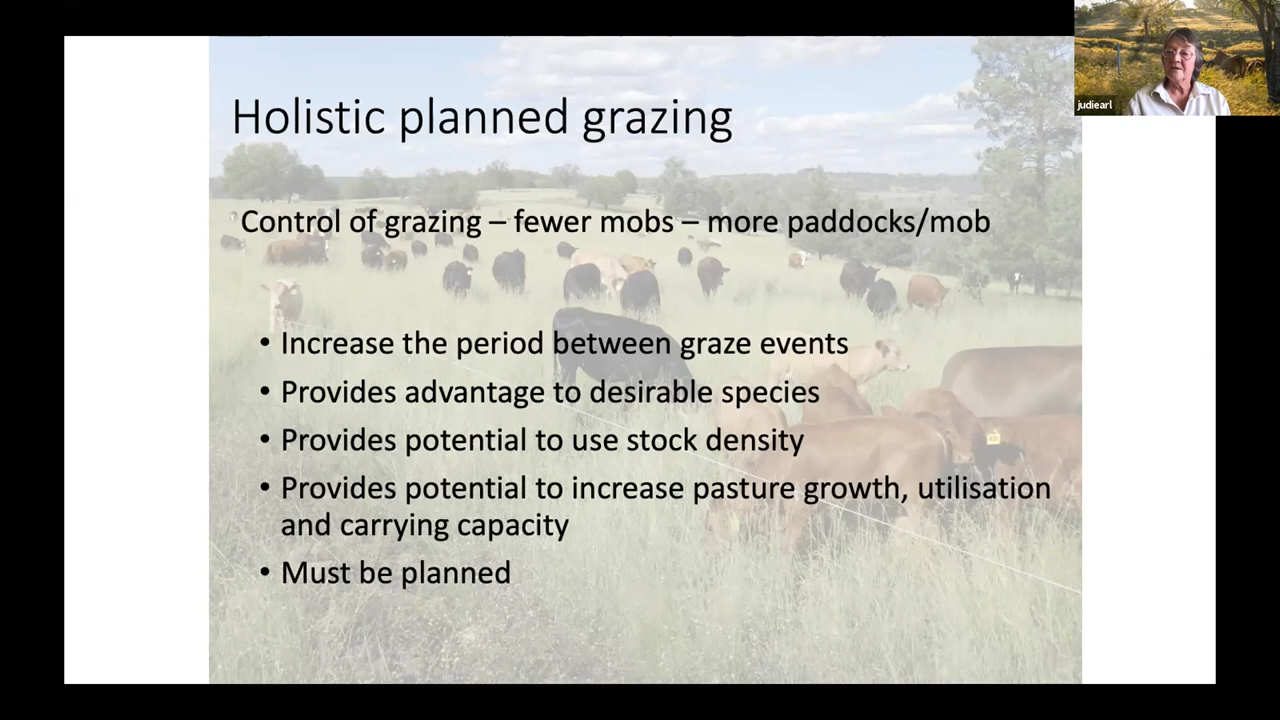 judiearl
Holistic planned grazing
Control of grazing – fewer mobs – more paddocks/mob
• Increase the period between graze events
• Provides advantage to desirable species
• Provides potential to use stock density
• Provides potential to increase pasture growth, utilisation
and carrying capacity
• Must be planned